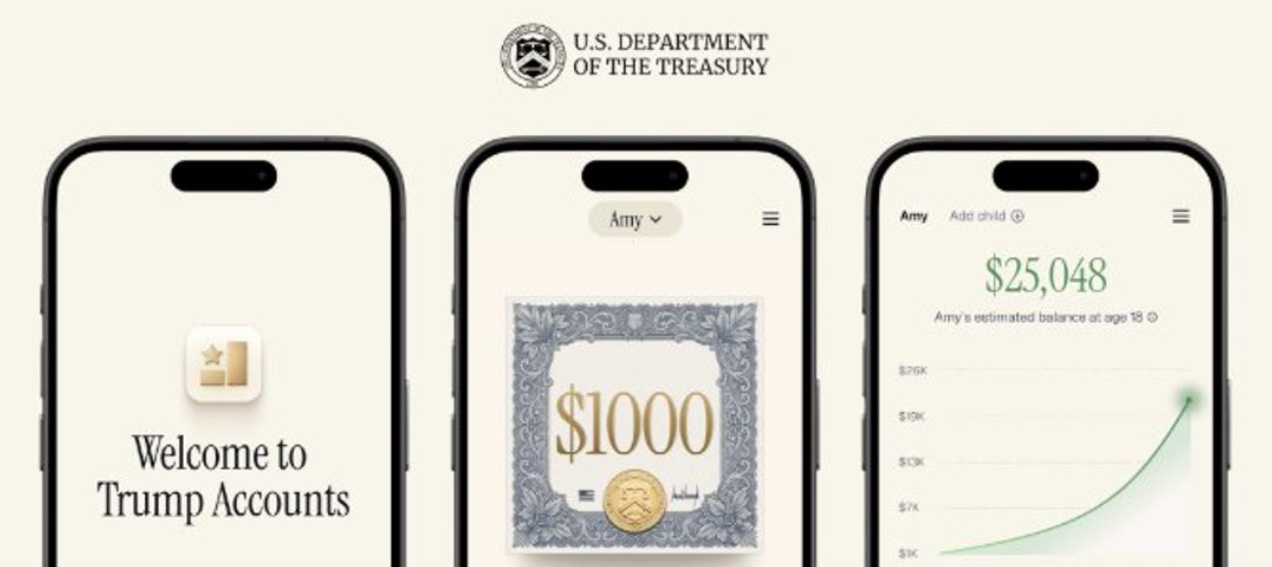 U.S. DEPARTMENT
OF THE TREASURY
Welcome to
Trump Accounts
Amy
$1000
Amy Add child
$25,048
Amy's estimated balance at age 18
$26K
$19K
$13K
$7K
$1K